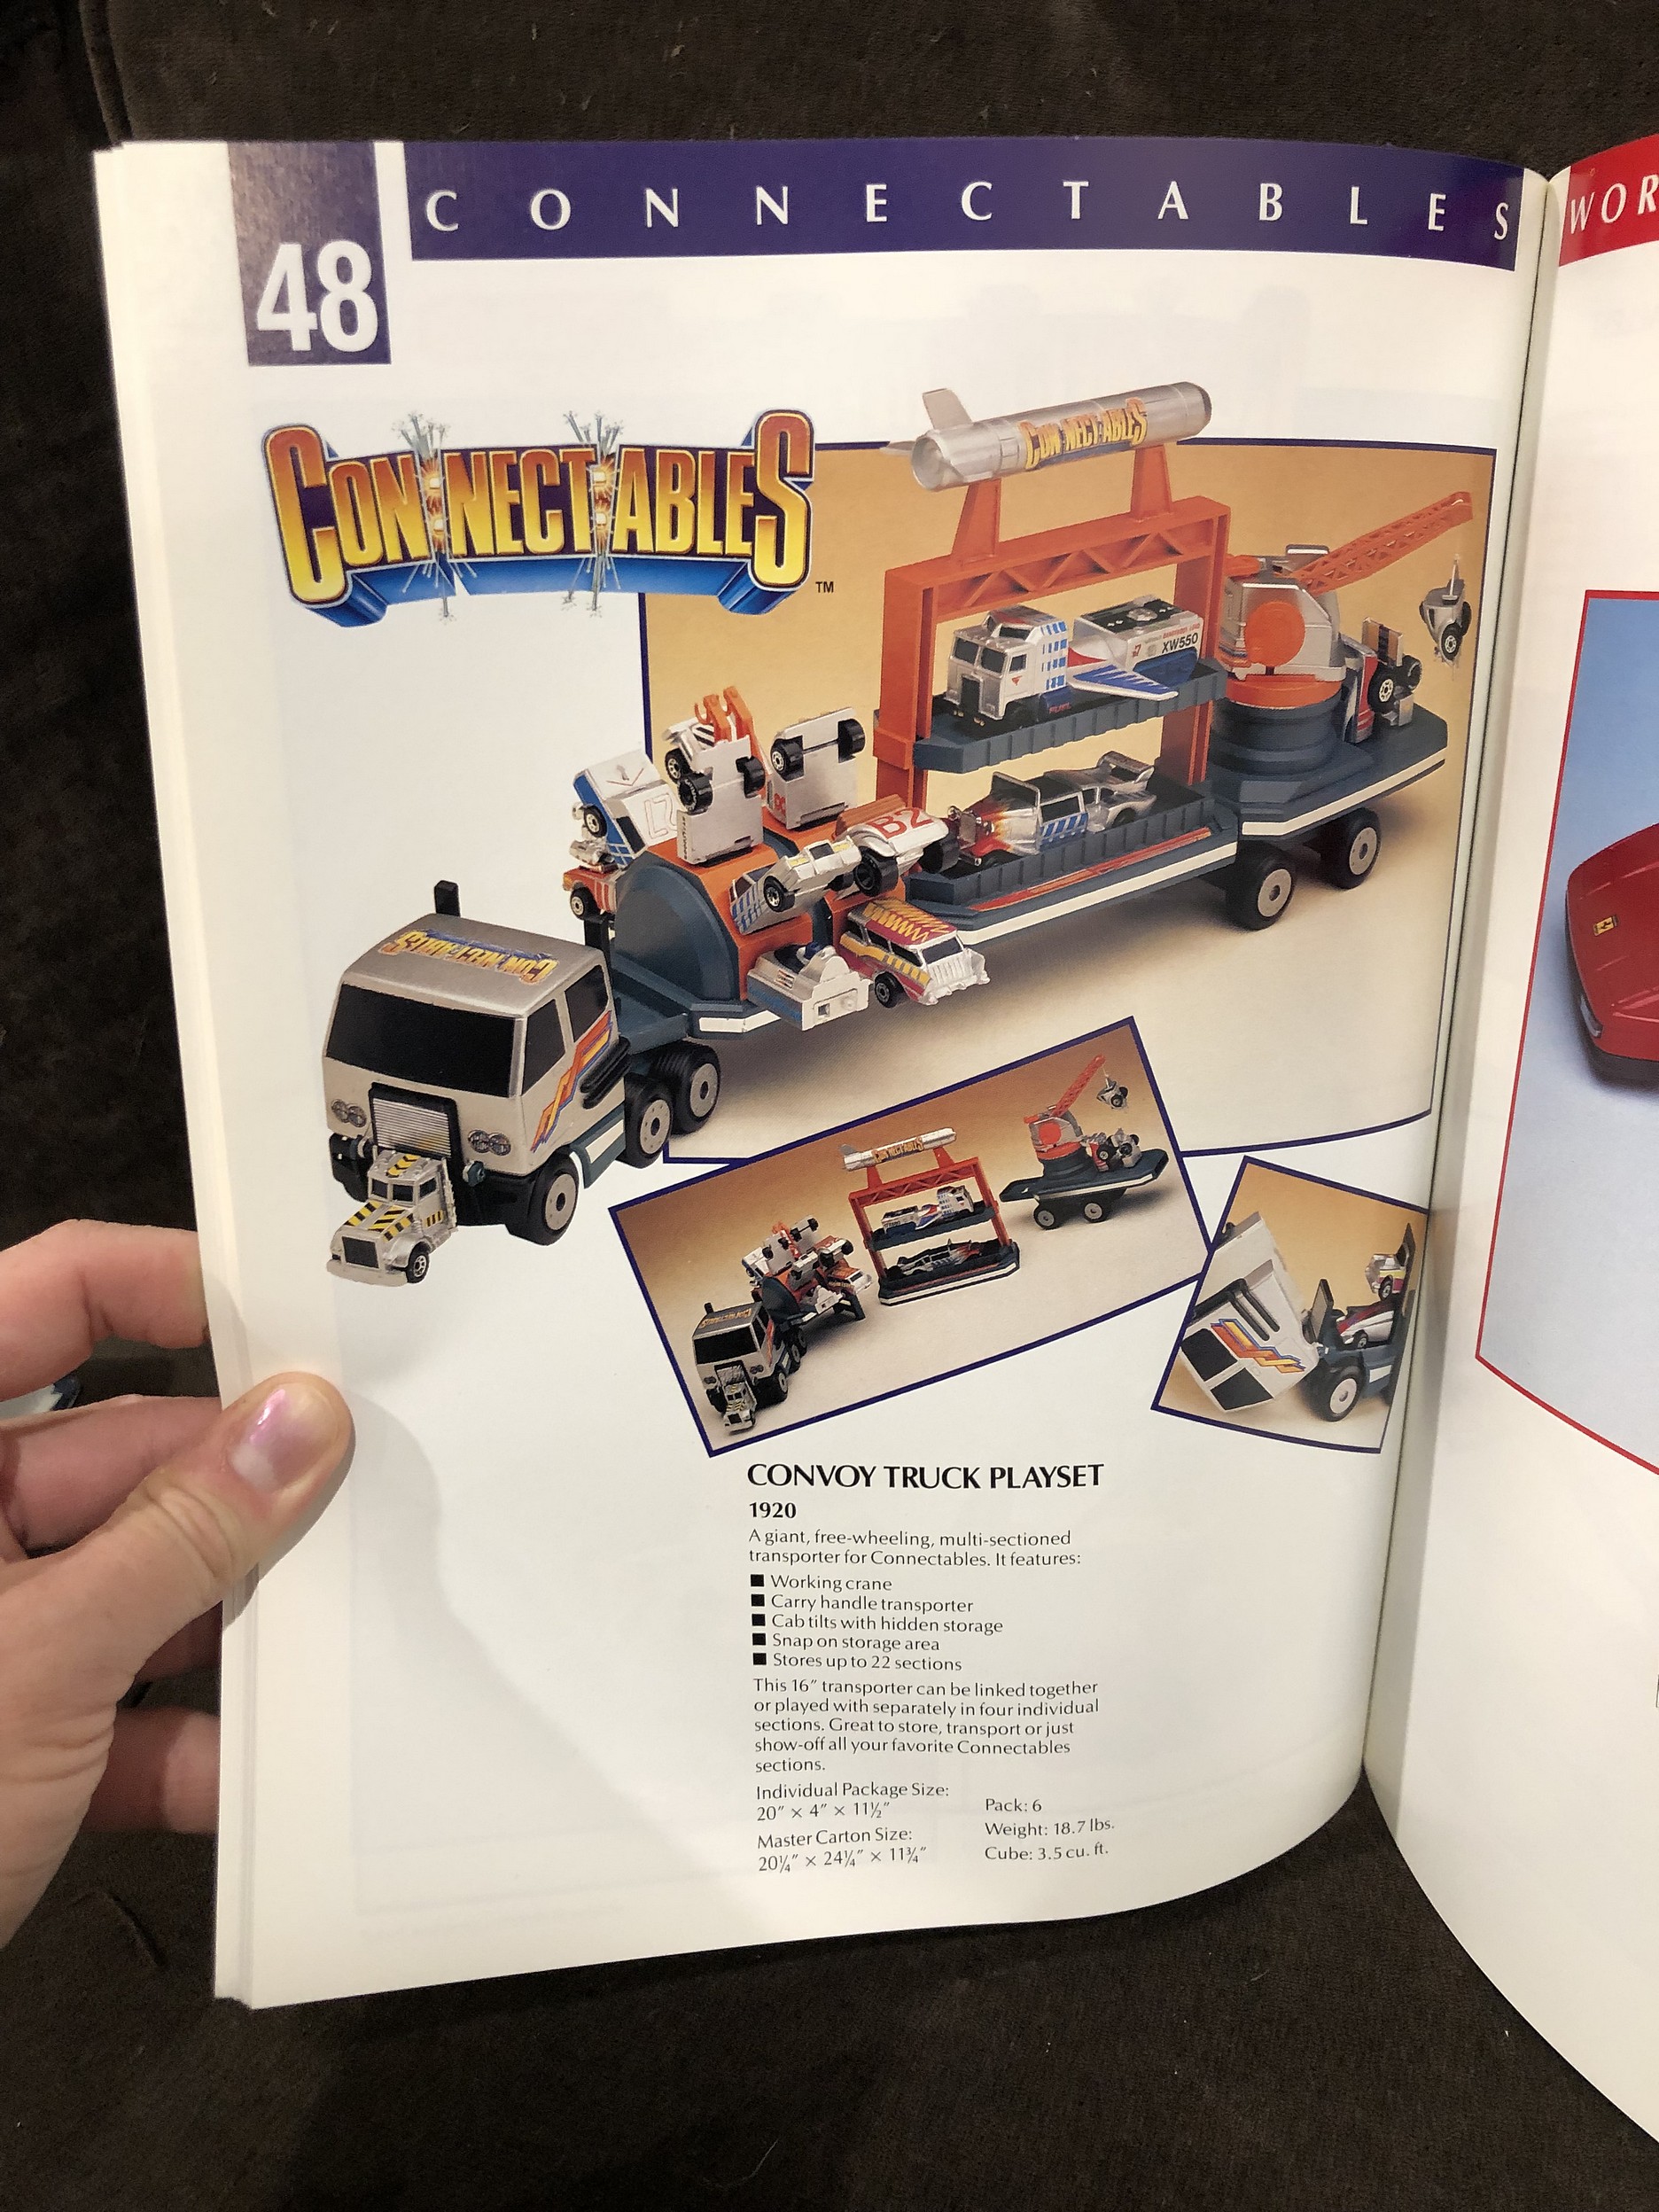 48
CONNECTABLES
WOR
CONNECTABLES
CONNECTABLES™
XW550
B2
CONNECTABLES
CONNECTABLES
CONVOY TRUCK PLAYSET
1920
A giant, free-wheeling, multi-sectioned
transporter for Connectables. It features:
■ Working crane
■ Carry handle transporter
■ Cab tilts with hidden storage
■ Snap on storage area
■ Stores up to 22 sections
This 16″ transporter can be linked together
or played with separately in four individual
sections. Great to store, transport or just
show-off all your favorite Connectables
sections.
Individual Package Size:
20″ × 4″ × 11½″
Master Carton Size:
20¼″ × 24¼″ × 11¾″
Pack: 6
Weight: 18.7 lbs.
Cube: 3.5 cu. ft.